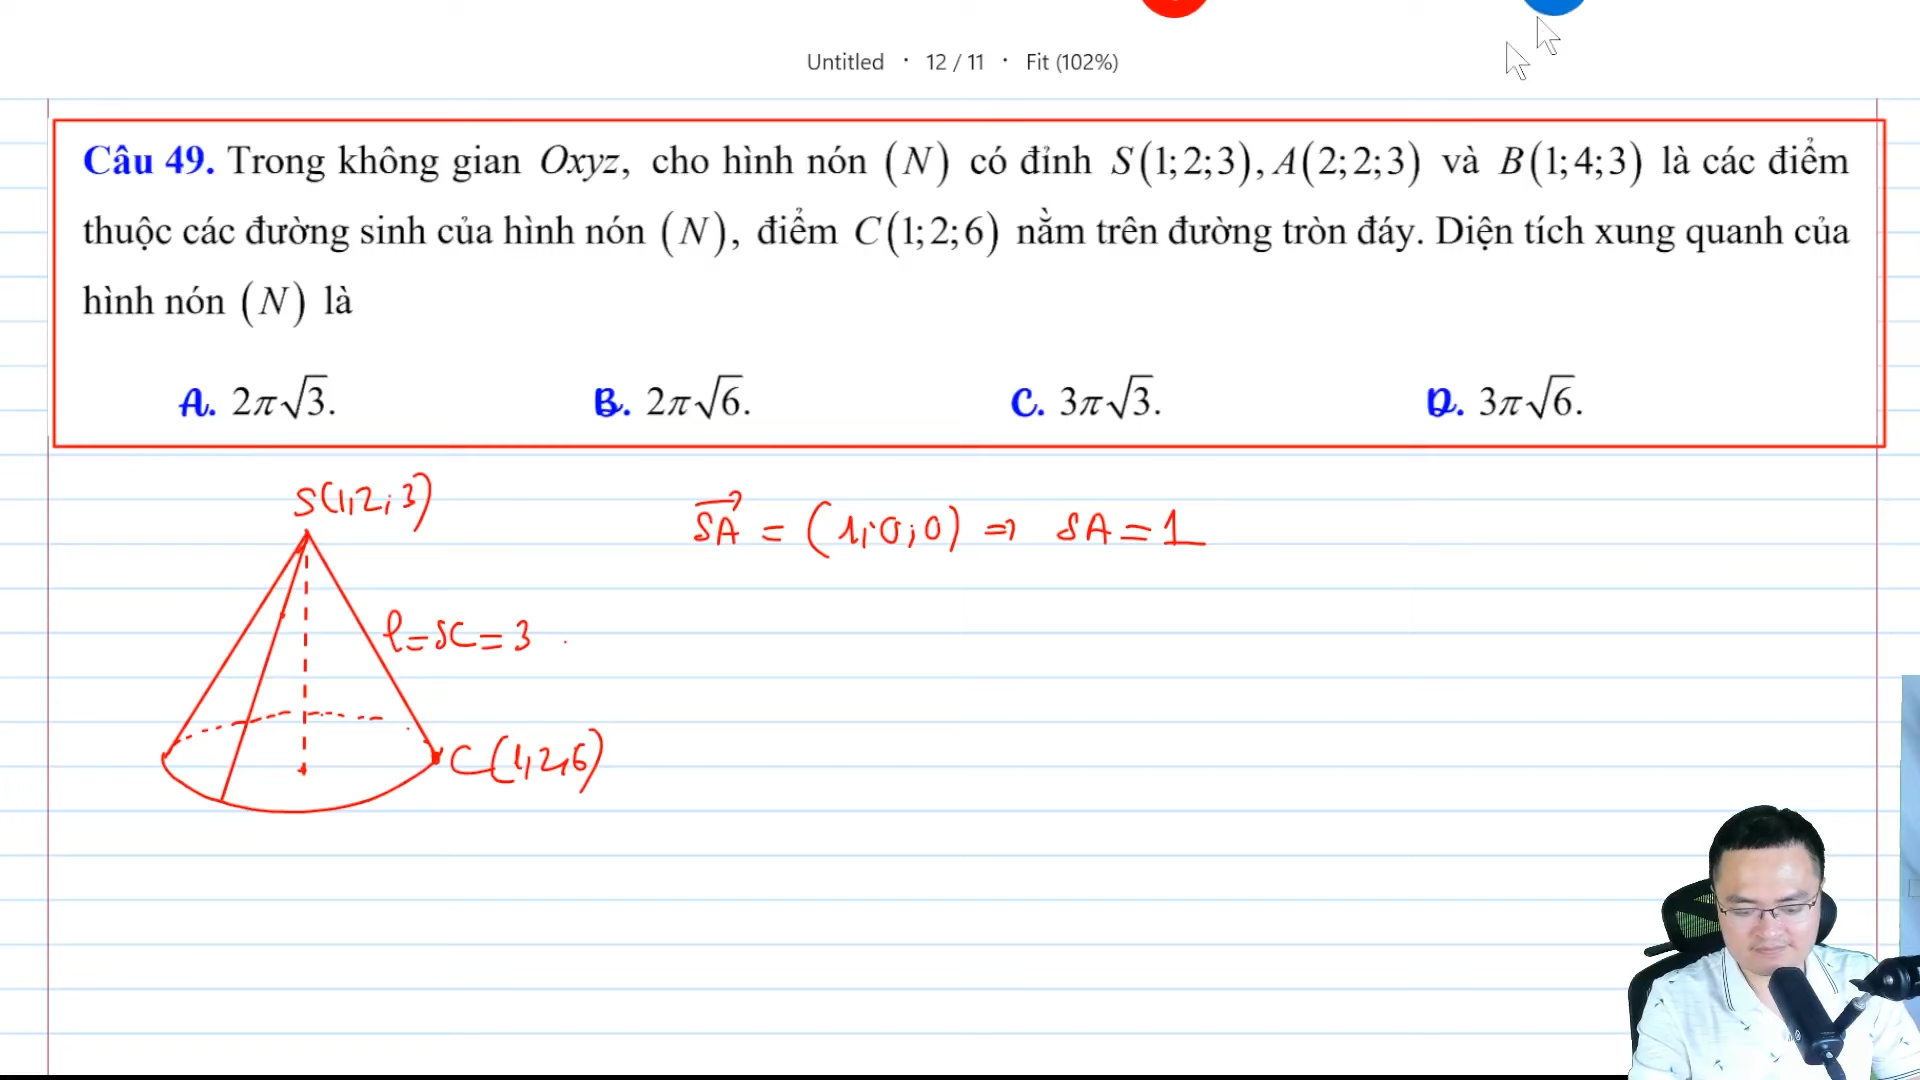 Untitled · 12 / 11 · Fit (102%)
Câu 49. Trong không gian Oxyz, cho hình nón (N) có đỉnh S(1;2;3), A(2;2;3) và B(1;4;3) là các điểm
thuộc các đường sinh của hình nón (N), điểm C(1;2;6) nằm trên đường tròn đáy. Diện tích xung quanh của
hình nón (N) là
A. 2π√3. B. 2π√6. C. 3π√3. D. 3π√6.
S(1,2;3)
→SA = (1;0;0) ⇒ SA = 1
l=SC=3
C(1,2,6)